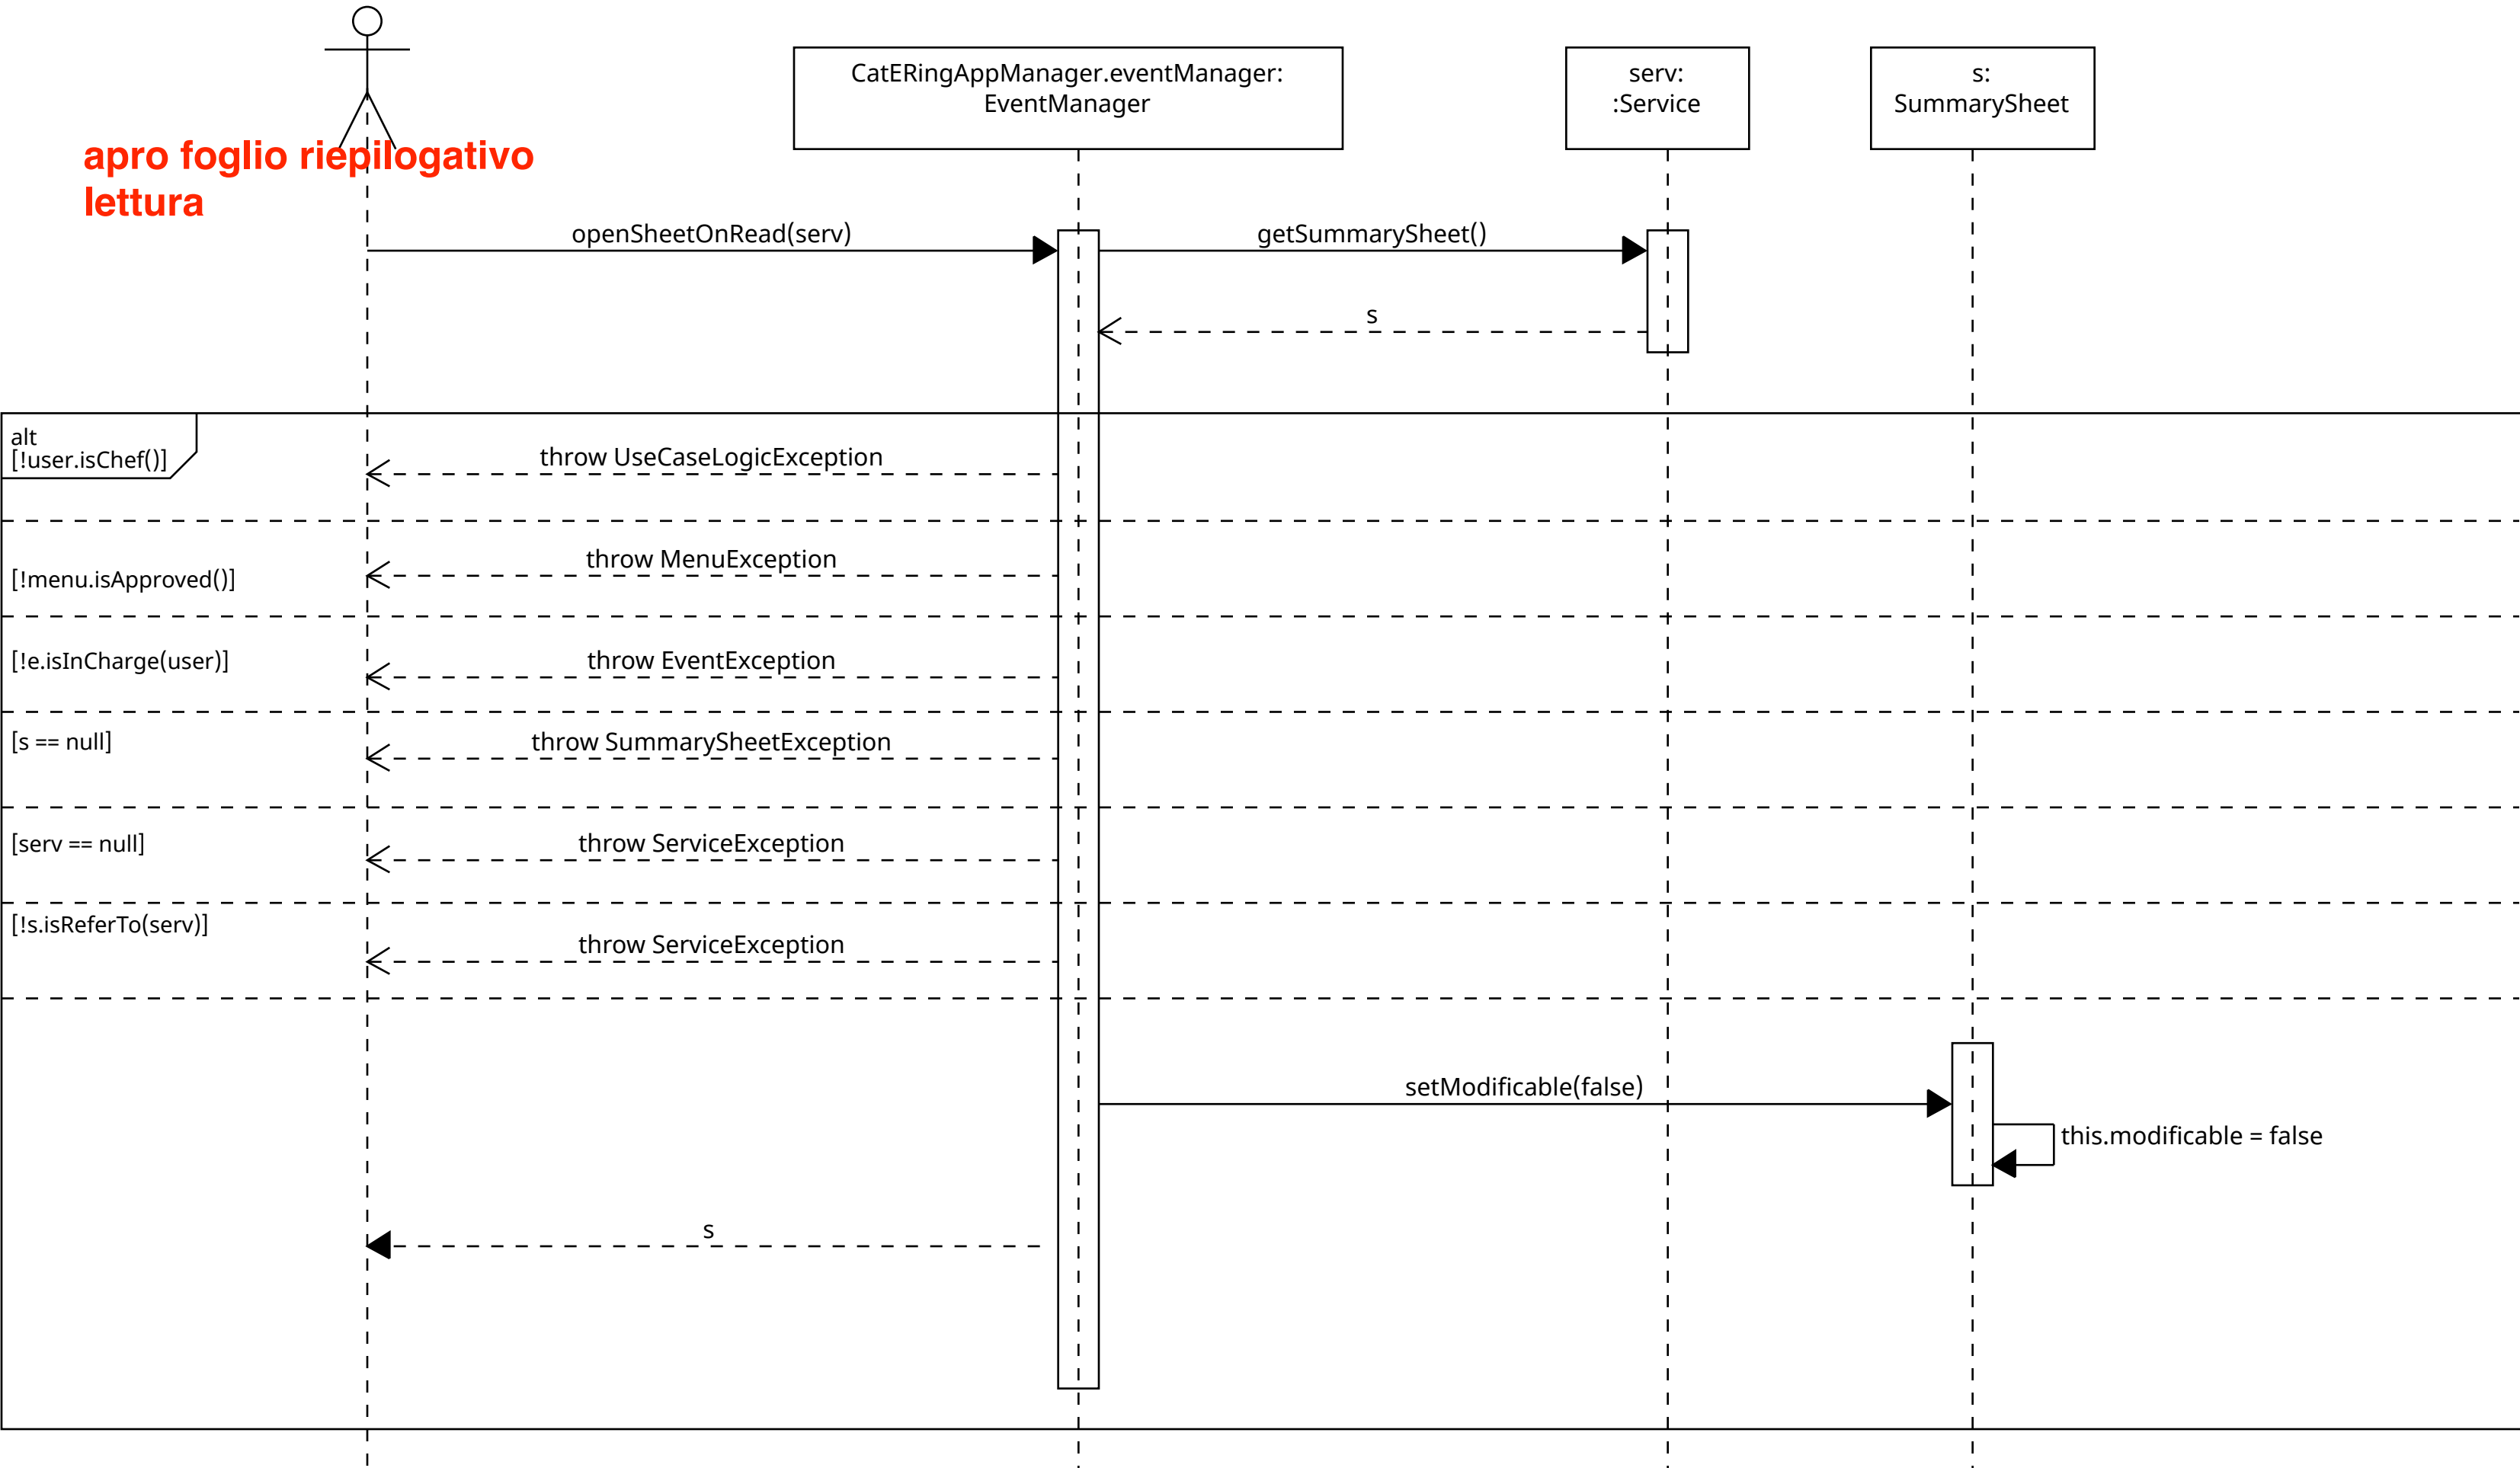 CatERingAppManager.eventManager:
EventManager
serv:
:Service
s:
SummarySheet
apro foglio riepilogativo
lettura
openSheetOnRead(serv)
getSummarySheet()
s
alt
[!user.isChef()]
throw UseCaseLogicException
throw MenuException
[!menu.isApproved()]
[!e.isInCharge(user)]
throw EventException
[s == null]
throw SummarySheetException
[serv == null]
throw ServiceException
[!s.isReferTo(serv)]
throw ServiceException
setModificable(false)
this.modificable = false
s